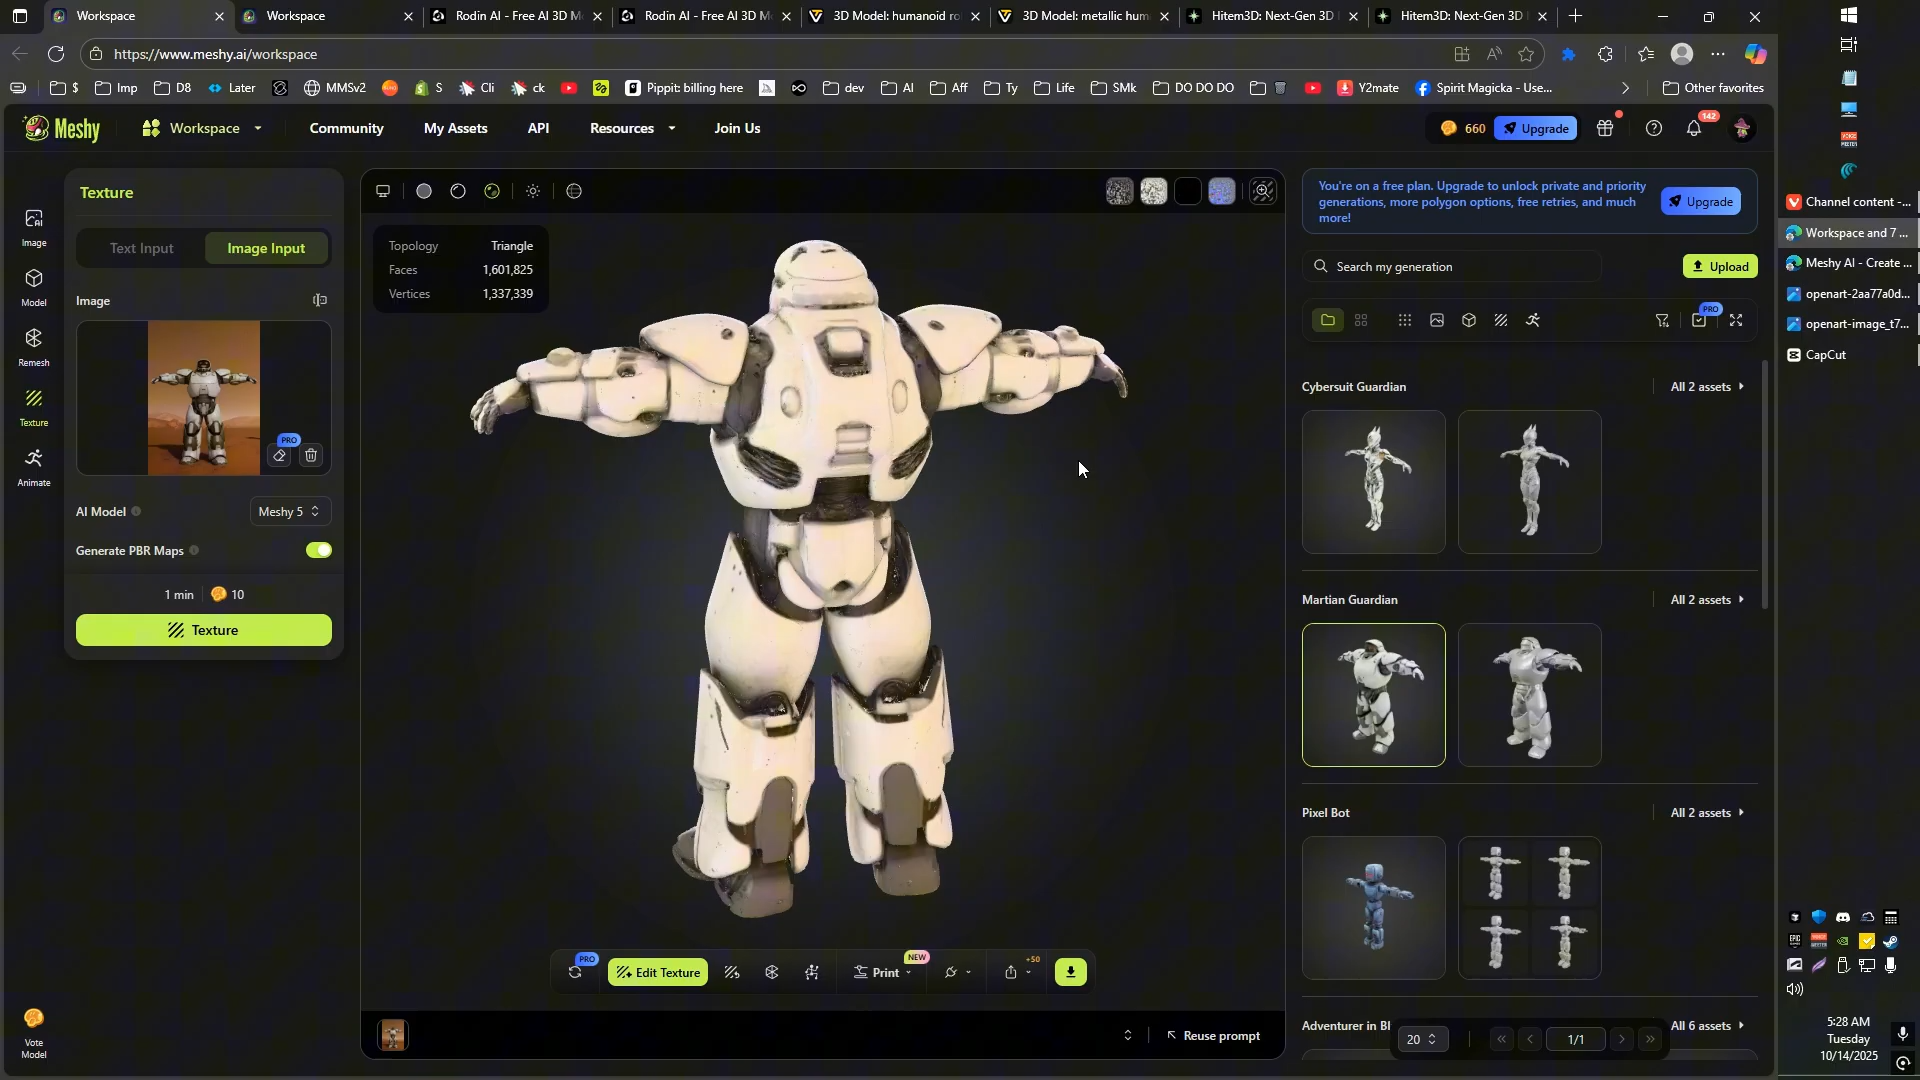 Workspace
Workspace
Rodin AI - Free AI 3D M
Rodin AI - Free AI 3D M
3D Model: humanoid ro
3D Model: metallic hum
Hitem3D: Next-Gen 3D
Hitem3D: Next-Gen 3D
https://www.meshy.ai/workspace
$
Imp
D8
Later
MMSv2
S
Cli
ck
Pippit: billing here
dev
AI
Aff
Ty
Life
SMk
DO DO DO
Y2mate
Spirit Magicka - Use...
Other favorites
Meshy
Workspace
Community
My Assets
API
Resources
Join Us
660
Upgrade
142
Image
Model
Remesh
Texture
Animate
Vote
Model
Texture
Text Input
Image Input
Image
PRO
AI Model
Meshy 5
Generate PBR Maps
1 min
10
Texture
Topology Triangle
Faces 1,601,825
Vertices 1,337,339
PRO
Edit Texture
Print
NEW
+50
Reuse prompt
You're on a free plan. Upgrade to unlock private and priority
generations, more polygon options, free retries, and much
more!
Upgrade
Search my generation
Upload
PRO
Cybersuit Guardian
All 2 assets
Martian Guardian
All 2 assets
Pixel Bot
All 2 assets
Adventurer in Bl
All 6 assets
20
1/1
Channel content -...
Workspace and 7 ...
Meshy AI - Create ...
openart-2aa77a0d...
openart-image_t7...
CapCut
5:28 AM
Tuesday
10/14/2025